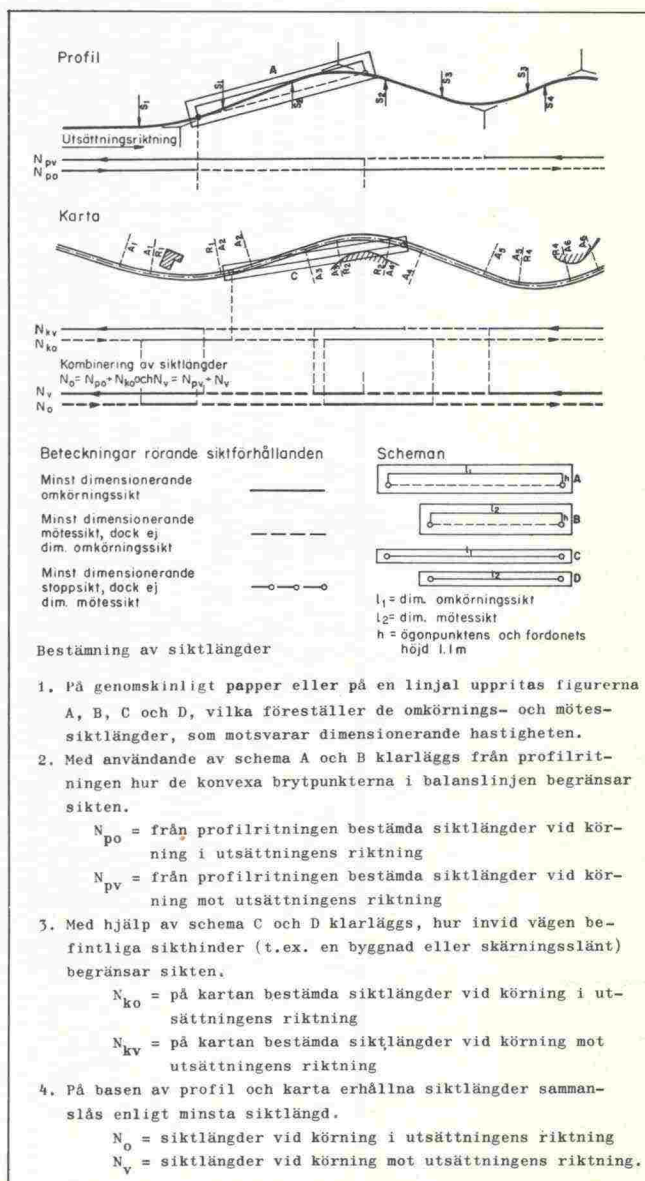 Profil
A
S1
S1
S2
S2
S3
S3
S4
Utsättningsriktning
Npv
Npo
Karta
A1
A1
R1
R1
A2
A2
C
A3
A3
R2
R2
A4
A4
A5
A5
R4
R4
A6
A6
Nkv
Nko
Kombinering av siktlängder
No= Npo+ Nko och Nv = Npv + Nv
Nv
No
Beteckningar rörande siktförhållanden
Minst dimensionerande
omkörningssikt
Minst dimensionerande
mötessikt, dock ej
dim. omkörningssikt
Minst dimensionerande
stoppsikt, dock ej
dim. mötessikt
Scheman
l1
h A
l2
h B
l1
C
l2
D
l1 = dim. omkörningssikt
l2 = dim. mötessikt
h = ögonpunktens och fordonets
höjd 1.1m
Bestämning av siktlängder
1. På genomskinligt papper eller på en linjal uppritas figurerna
A, B, C och D, vilka föreställer de omkörnings- och mötes-
siktlängder, som motsvarar dimensionerande hastigheten.
2. Med användande av schema A och B klarläggs från profilrit-
ningen hur de konvexa brytpunkterna i balanslinjen begränsar
sikten.
Npo = från profilritningen bestämda siktlängder vid kör-
ning i utsättningens riktning
Npv = från profilritningen bestämda siktlängder vid kör-
ning mot utsättningens riktning
3. Med hjälp av schema C och D klarläggs, hur invid vägen be-
fintliga sikthinder (t.ex. en byggnad eller skärningsslänt)
begränsar sikten.
Nko = på kartan bestämda siktlängder vid körning i ut-
sättningens riktning
Nkv = på kartan bestämda siktlängder vid körning mot
utsättningens riktning
4. På basen av profil och karta erhållna siktlängder samman-
slås enligt minsta siktlängd.
No = siktlängder vid körning i utsättningens riktning
Nv = siktlängder vid körning mot utsättningens riktning.